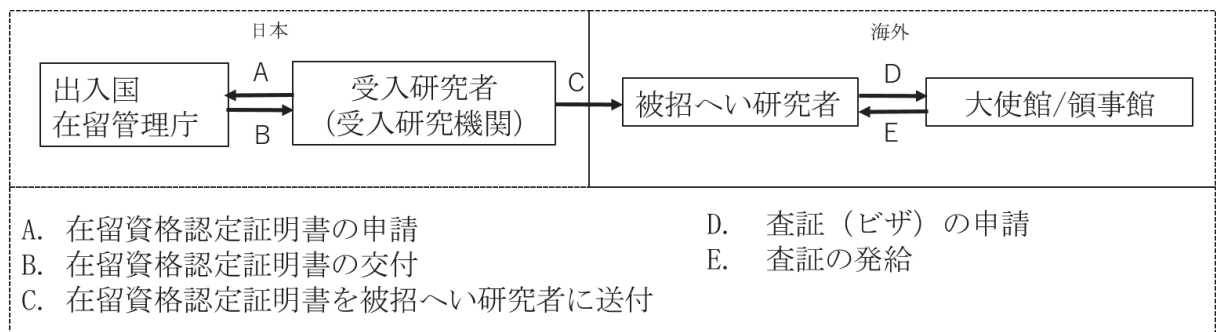 日本
海外
出入国
在留管理庁
A
B
受入研究者
(受入研究機関)
C
被招へい研究者
D
E
大使館/領事館
A. 在留資格認定証明書の申請
B. 在留資格認定証明書の交付
C. 在留資格認定証明書を被招へい研究者に送付
D. 査証（ビザ）の申請
E. 査証の発給